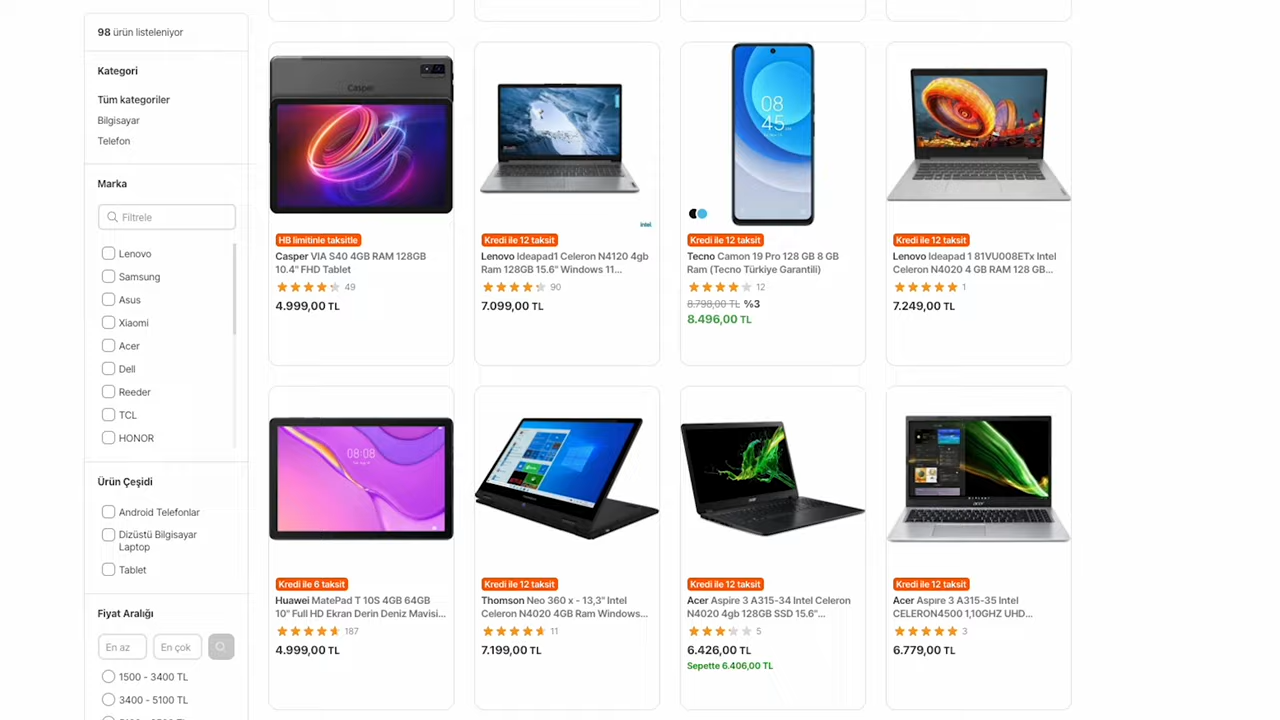 98 ürün listeleniyor
Kategori
Tüm kategoriler
Bilgisayar
Telefon
Marka
Filtrele
Lenovo
Samsung
Asus
Xiaomi
Acer
Dell
Reeder
TCL
HONOR
Ürün Çeşidi
Android Telefonlar
Dizüstü Bilgisayar
Laptop
Tablet
Fiyat Aralığı
En az
En çok
1500 - 3400 TL
3400 - 5100 TL
Casper
HB limitinle taksitle
Casper VIA S40 4GB RAM 128GB
10.4" FHD Tablet
49
4.999,00 TL
intel
Kredi ile 12 taksit
Lenovo Ideapad1 Celeron N4120 4gb
Ram 128GB 15.6" Windows 11...
90
7.099,00 TL
08
45
Kredi ile 12 taksit
Tecno Camon 19 Pro 128 GB 8 GB
Ram (Tecno Türkiye Garantili)
12
8.798,00 TL %3
8.496,00 TL
Kredi ile 12 taksit
Lenovo Ideapad 1 81VU008ETx Intel
Celeron N4020 4 GB RAM 128 GB...
1
7.249,00 TL
08:08
Kredi ile 6 taksit
Huawei MatePad T 10S 4GB 64GB
10" Full HD Ekran Derin Deniz Mavisi...
187
4.999,00 TL
Kredi ile 12 taksit
Thomson Neo 360 x - 13,3" Intel
Celeron N4020 4GB Ram Windows...
11
7.199,00 TL
Kredi ile 12 taksit
Acer Aspire 3 A315-34 Intel Celeron
N4020 4gb 128GB SSD 15.6"...
5
6.426,00 TL
Sepette 6.406,00 TL
acer
Kredi ile 12 taksit
Acer Aspıre 3 A315-35 Intel
CELERON4500 1,10GHZ UHD...
3
6.779,00 TL